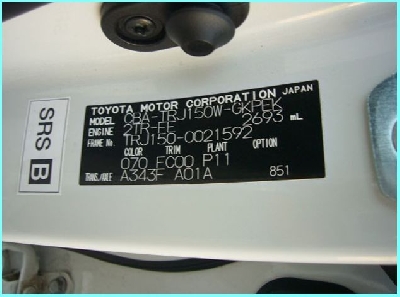 TOYOTA MOTOR CORPORATION JAPAN
MODEL CBA-TRJ150W-GKPEK
ENGINE 2TR-FE 2693 mL
FRAME No. TRJ150-0021592
COLOR TRIM PLANT OPTION
070 FC00 P11
TRANS./AXLE A343F A01A 851
SRS B